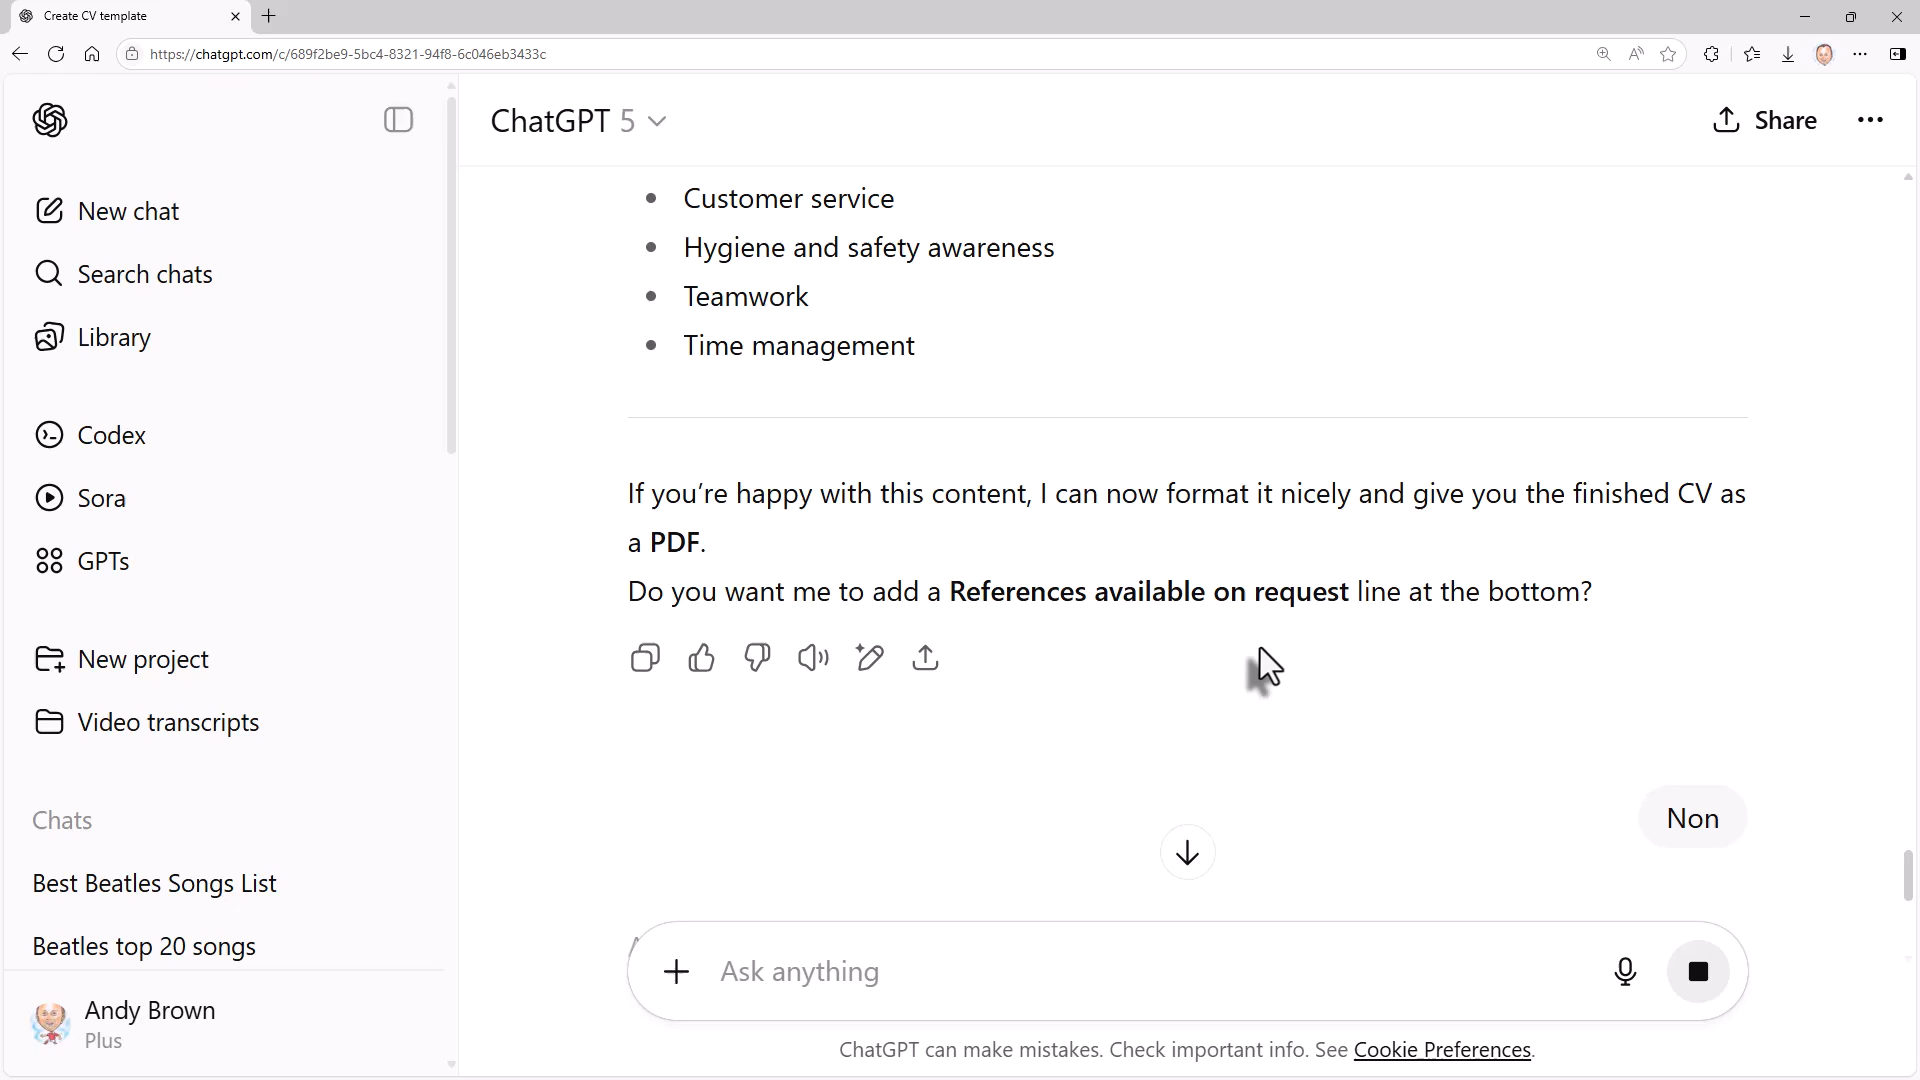 Create CV template
https://chatgpt.com/c/689f2be9-5bc4-8321-94f8-6c046eb3433c
ChatGPT 5
Share
New chat
Search chats
Library
Codex
Sora
GPTs
New project
Video transcripts
Chats
Best Beatles Songs List
Beatles top 20 songs
Andy Brown
Plus
Customer service
Hygiene and safety awareness
Teamwork
Time management
If you’re happy with this content, I can now format it nicely and give you the finished CV as
a PDF.
Do you want me to add a References available on request line at the bottom?
Non
Ask anything
ChatGPT can make mistakes. Check important info. See Cookie Preferences.